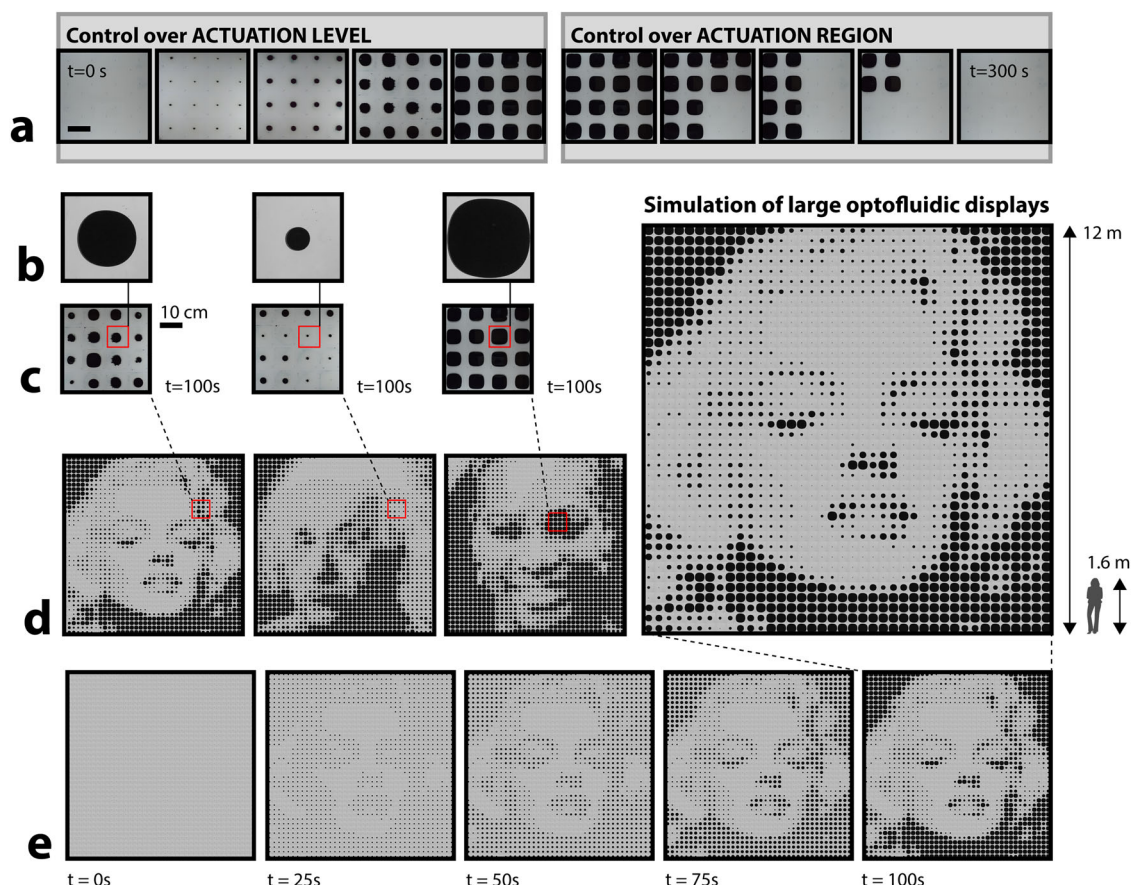 Control over ACTUATION LEVEL
Control over ACTUATION REGION
t=0 s
t=300 s
a
b
Simulation of large optofluidic displays
12 m
10 cm
c
t=100s
t=100s
t=100s
1.6 m
d
e
t = 0s
t = 25s
t = 50s
t = 75s
t = 100s